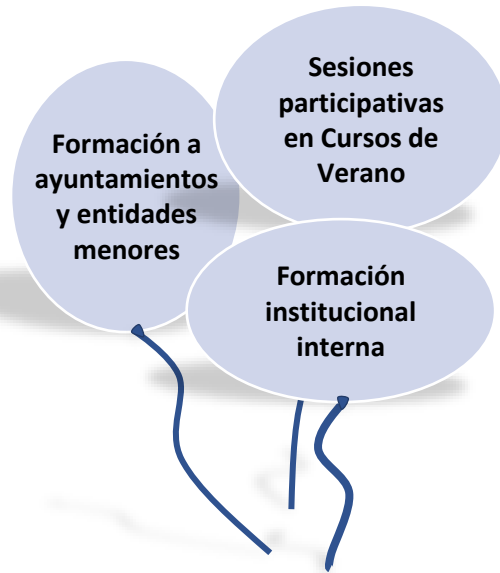 Formación a
ayuntamientos
y entidades
menores
Sesiones
participativas
en Cursos de
Verano
Formación
institucional
interna